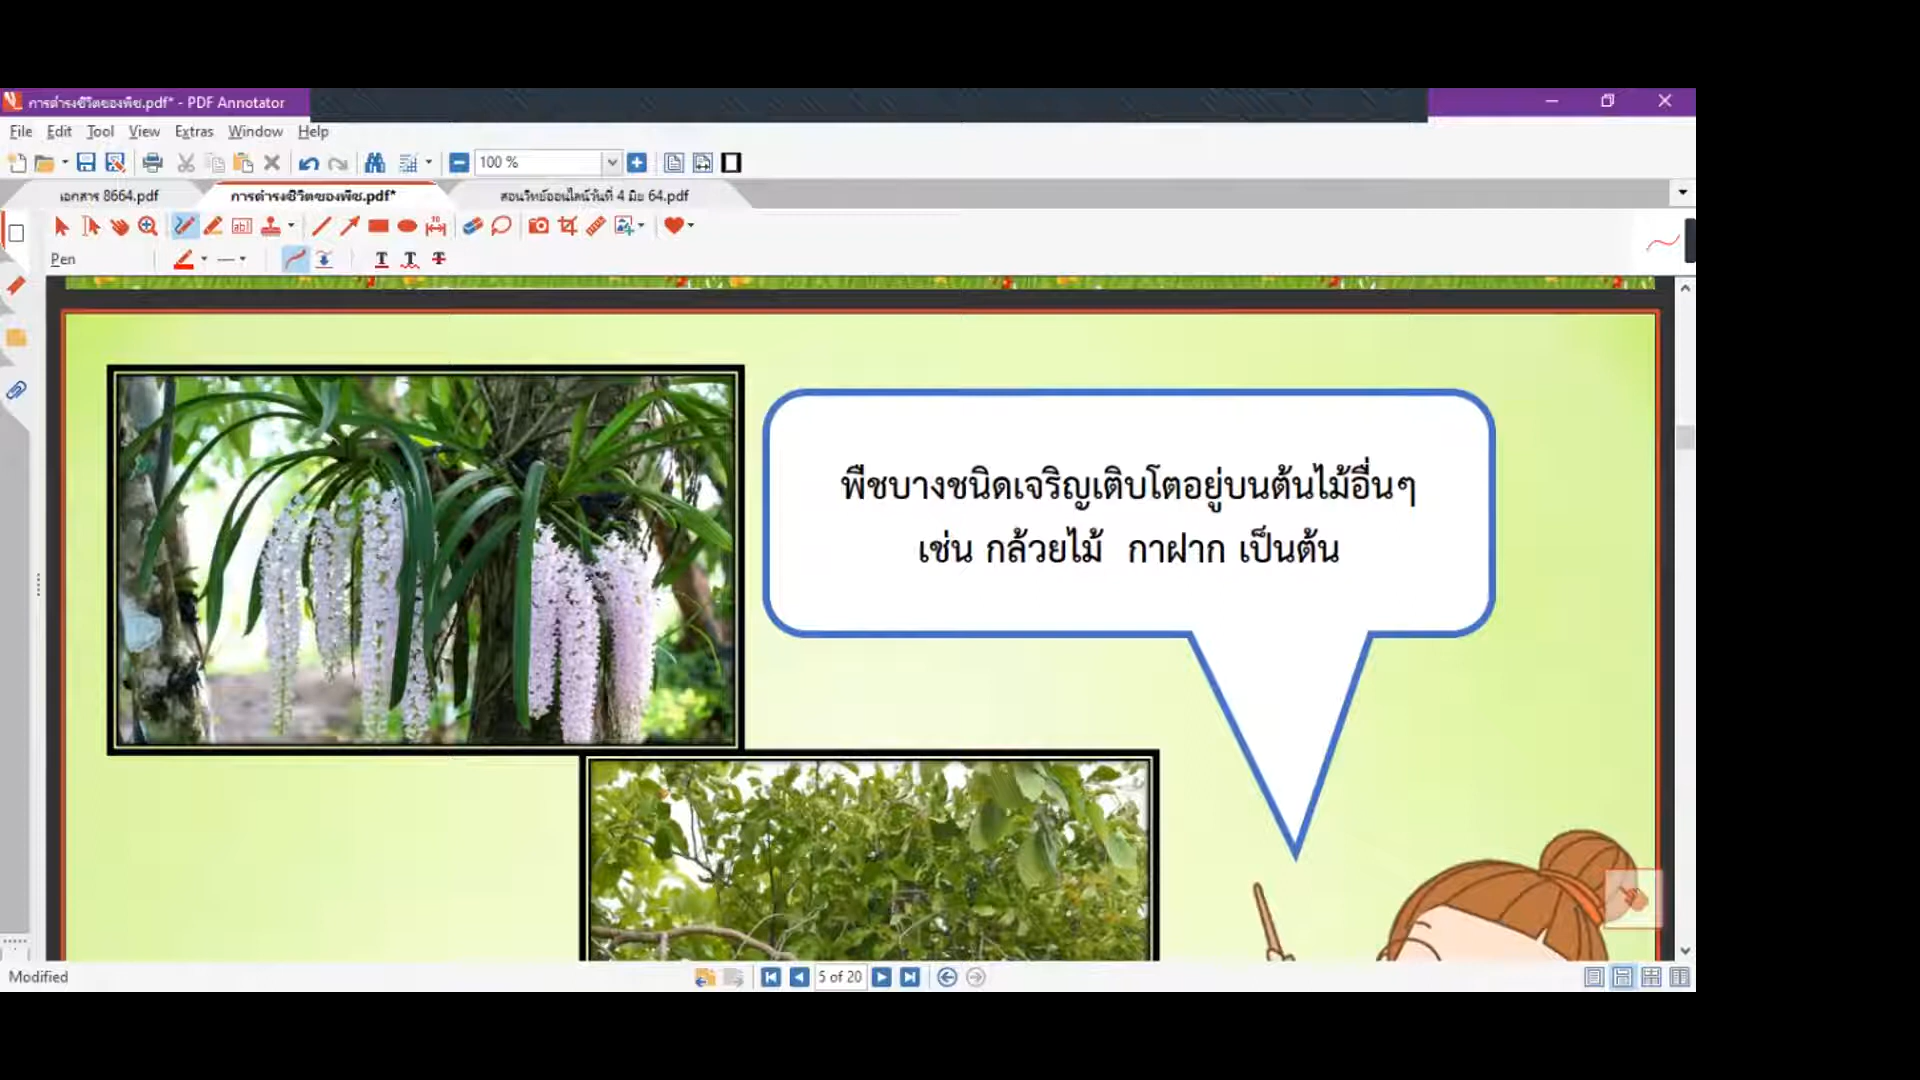 การดำรงชีวิตของพืช.pdf* - PDF Annotator
File Edit Tool View Extras Window Help
100 %
เอกสาร 8664.pdf
การดำรงชีวิตของพืช.pdf*
สอนวิทย์ออนไลน์วันที่ 4 มิย 64.pdf
Pen
พืชบางชนิดเจริญเติบโตอยู่บนต้นไม้อื่นๆ
เช่น กล้วยไม้ กาฝาก เป็นต้น
Modified
5 of 20